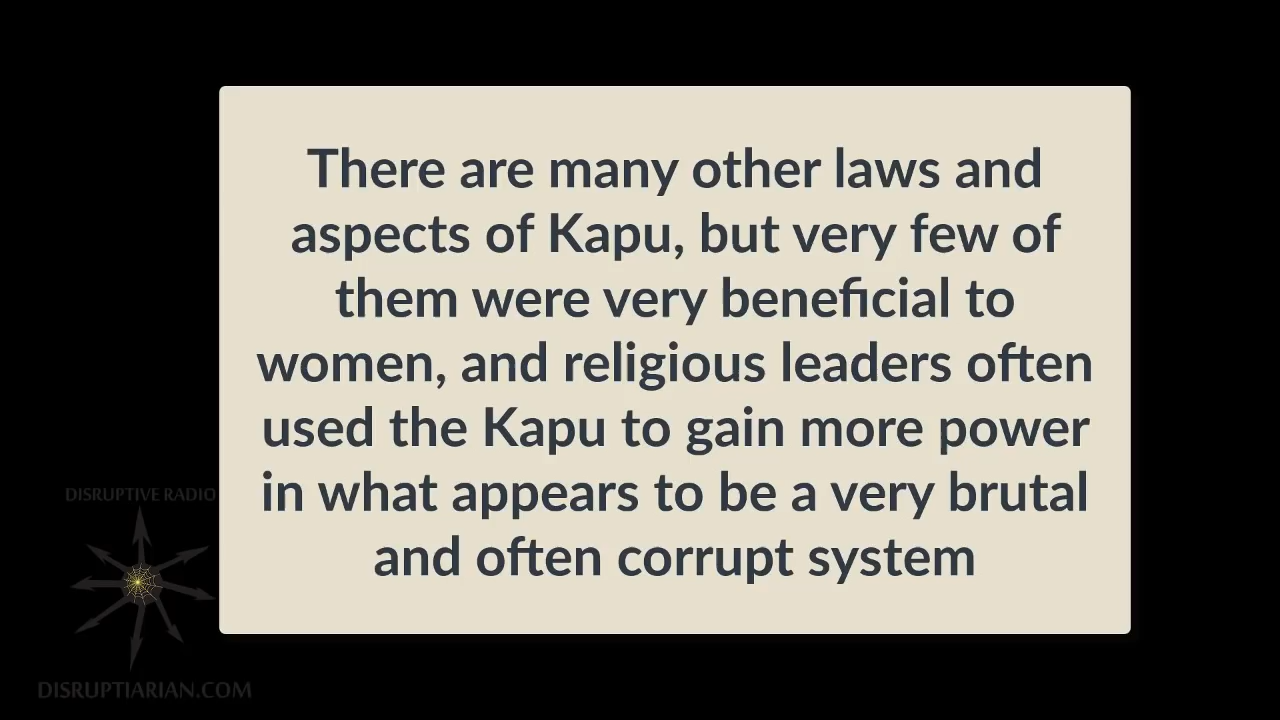 There are many other laws and
aspects of Kapu, but very few of
them were very beneficial to
women, and religious leaders often
used the Kapu to gain more power
in what appears to be a very brutal
and often corrupt system
DISRUPTIVE RADIO
DISRUPTIARIAN.COM